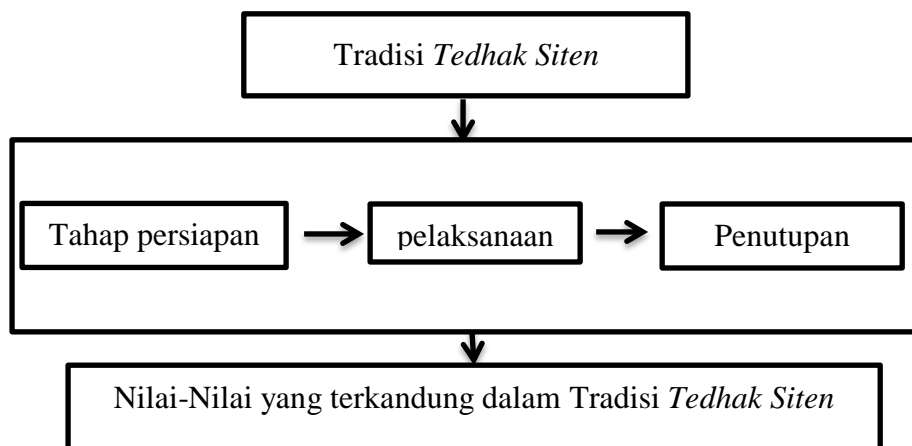 Tradisi Tedhak Siten
Tahap persiapan
pelaksanaan
Penutupan
Nilai-Nilai yang terkandung dalam Tradisi Tedhak Siten